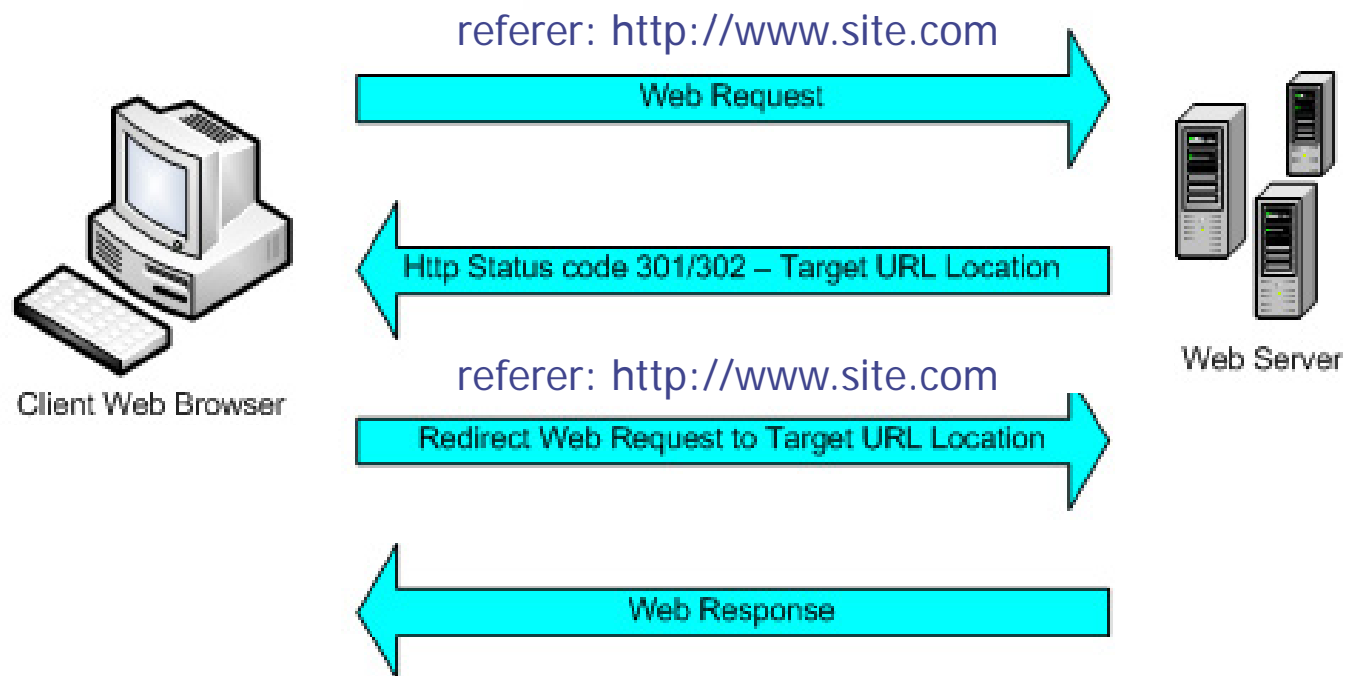 referer: http://www.site.com
Web Request
Http Status code 301/302 – Target URL Location
Web Server
referer: http://www.site.com
Client Web Browser
Redirect Web Request to Target URL Location
Web Response